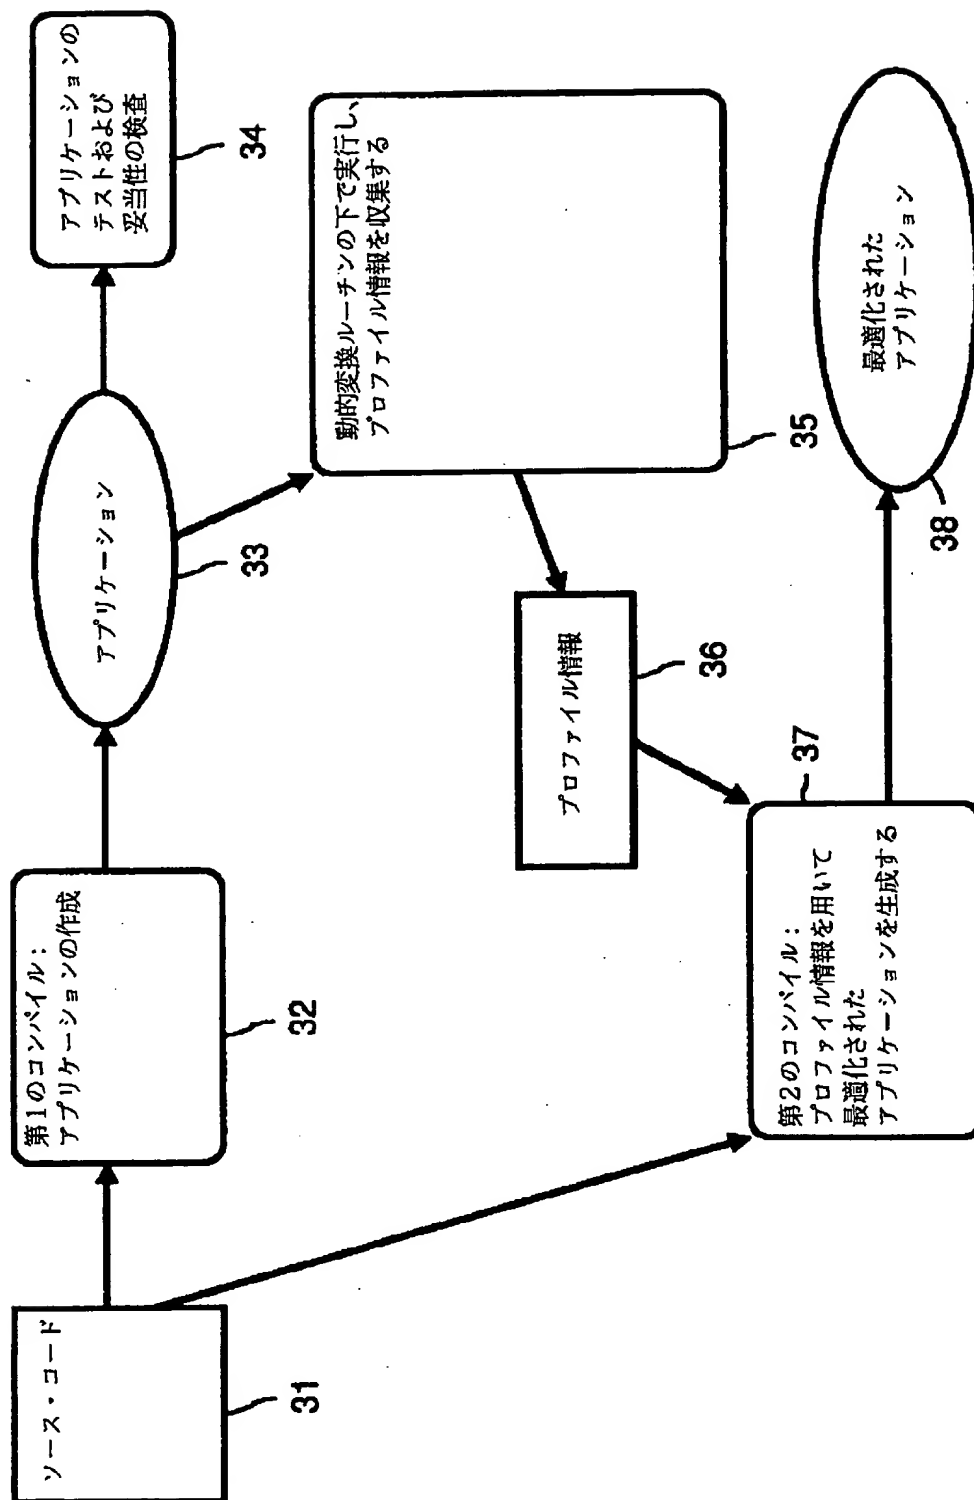 ソース・コード
31
第1のコンパイル：
アプリケーションの作成
32
アプリケーション
33
アプリケーションの
テストおよび
妥当性の検査
34
動的変換ルーチンの下で実行し、
プロファイル情報を収集する
35
プロファイル情報
36
第2のコンパイル：
プロファイル情報を用いて
最適化された
アプリケーションを生成する
37
最適化された
アプリケーション
38